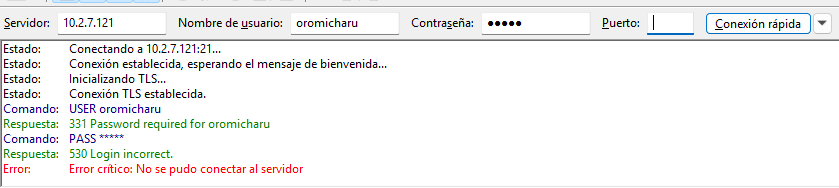 Servidor: 10.2.7.121 Nombre de usuario: oromicharu Contraseña: ●●●●● Puerto: Conexión rápida
Estado: Conectando a 10.2.7.121:21...
Estado: Conexión establecida, esperando el mensaje de bienvenida...
Estado: Inicializando TLS...
Estado: Conexión TLS establecida.
Comando: USER oromicharu
Respuesta: 331 Password required for oromicharu
Comando: PASS *****
Respuesta: 530 Login incorrect.
Error: Error crítico: No se pudo conectar al servidor